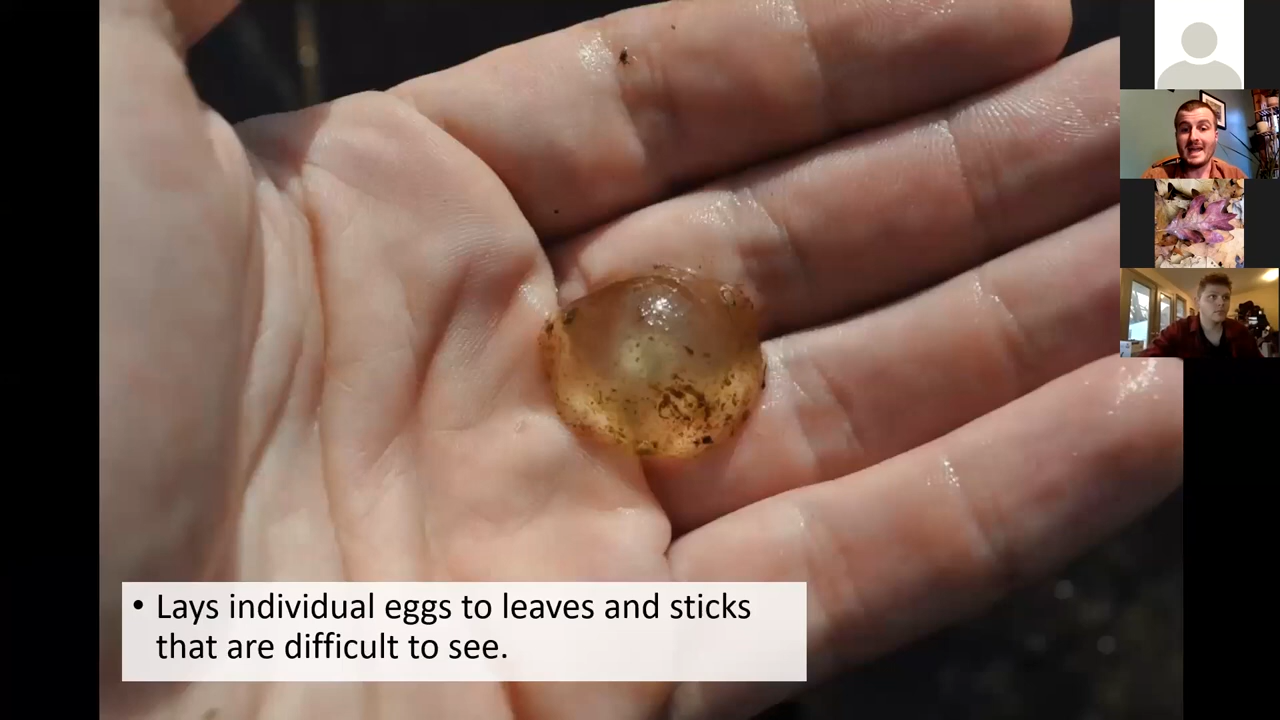 • Lays individual eggs to leaves and sticks
that are difficult to see.